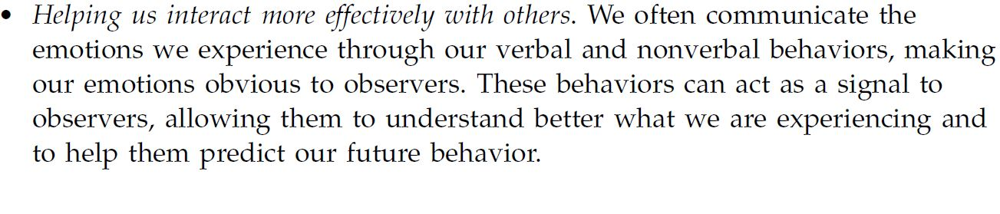 • Helping us interact more effectively with others. We often communicate the
emotions we experience through our verbal and nonverbal behaviors, making
our emotions obvious to observers. These behaviors can act as a signal to
observers, allowing them to understand better what we are experiencing and
to help them predict our future behavior.